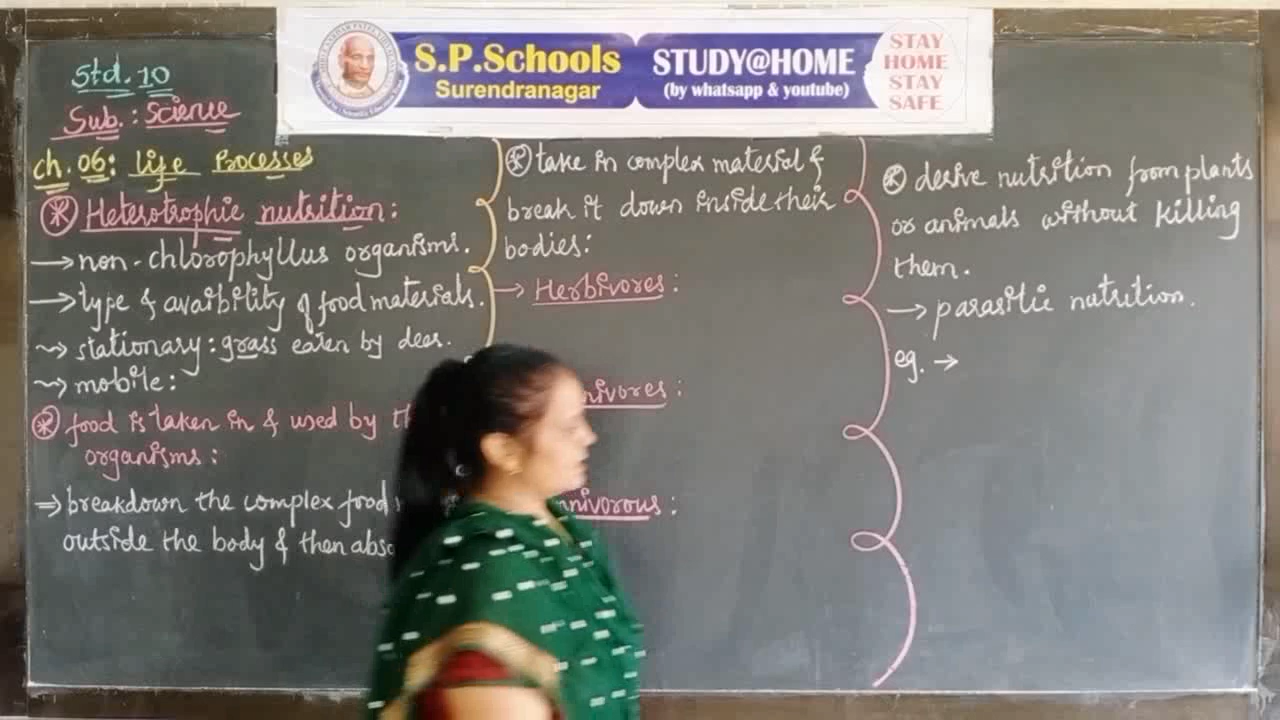 S.P.Schools
Surendranagar
STUDY@HOME
(by whatsapp & youtube)
STAY
HOME
STAY
SAFE
Std. 10
Sub. : Science
Ch. 06: Life Processes
* Heterotrophic nutrition:
→ non-chlorophyllus organisms.
→ type & avaibility of food materials.
⇝ stationary: grass eaten by deer.
⇝ mobile:
* food is taken in & used by
organisms:
⇒ breakdown the complex food
outside the body & then
* take in complex material &
break it down inside their
bodies:
→ Herbivores:
* derive nutrition from plants
or animals without killing
them.
→ parasitic nutrition.
eg. →